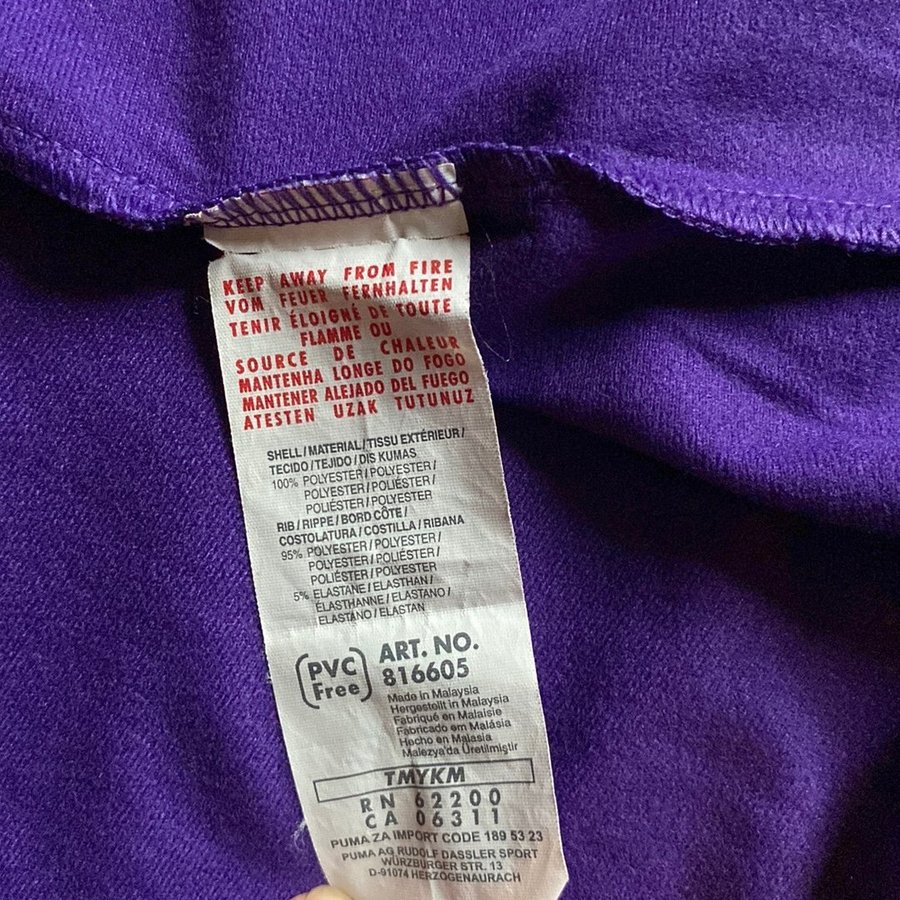 KEEP AWAY FROM FIRE
VOM FEUER FERNHALTEN
TENIR ÉLOIGNÉ DE TOUTE
FLAMME OU
SOURCE DE CHALEUR
MANTENHA LONGE DO FOGO
MANTENER ALEJADO DEL FUEGO
ATESTEN UZAK TUTUNUZ
SHELL/MATERIAL/TISSU EXTÉRIEUR/
TECIDO/TEJIDO/DIS KUMAS
100% POLYESTER/POLYESTER/
POLYESTER/POLYESTER/
POLIÉSTER/POLYESTER
RIB/RIPPE/BORD CÔTE/
COSTOLATURA/COSTILLA/RIBANA
95% POLYESTER/POLYESTER/
POLYESTER/POLIÉSTER/
POLIÉSTER/POLYESTER
5% ELASTANE/ELASTHAN/
ÉLASTHANNE/ELASTANO/
ELASTANO/ELASTAN
PVC
Free
ART. NO.
816605
Made in Malaysia
Hergestellt in Malaysia
Fabriqué en Malaisie
Fabricado em Malásia
Hecho en Malasia
Malezya'da Üretilmiştir
TMYKM
RN 62200
CA 06311
PUMA ZA IMPORT CODE 189 53 23
PUMA AG RUDOLF DASSLER SPORT
WÜRZBURGER STR. 13
D-91074 HERZOGENAURACH